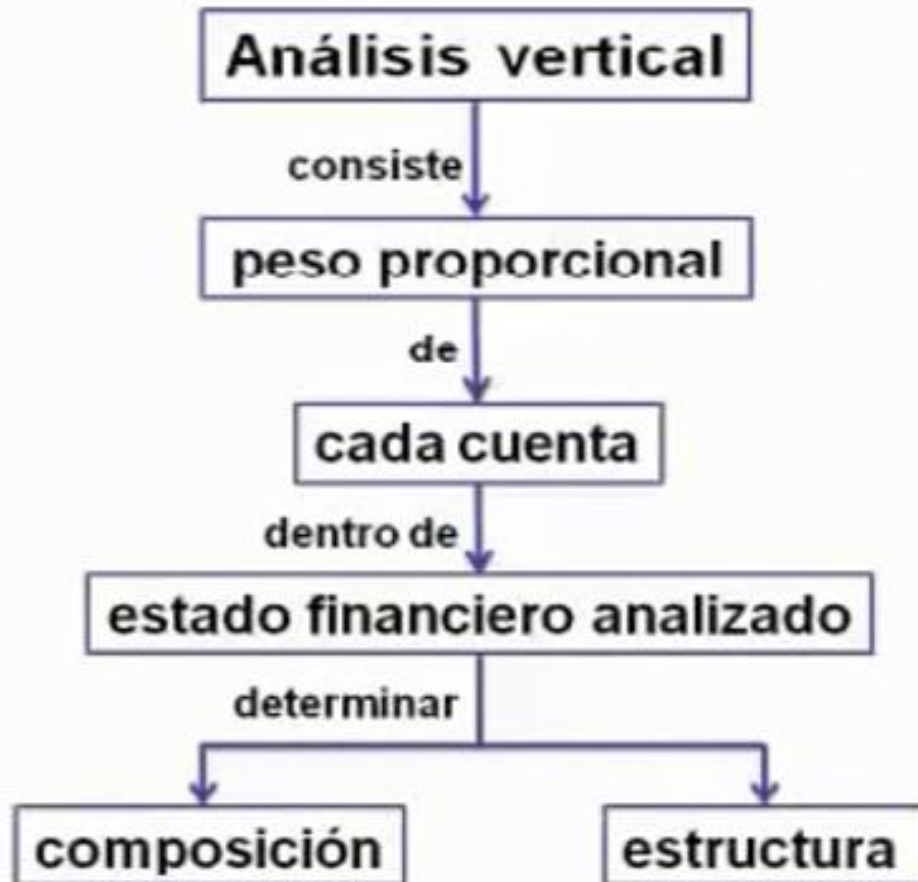 Análisis vertical
consiste
peso proporcional
de
cada cuenta
dentro de
estado financiero analizado
determinar
composición
estructura